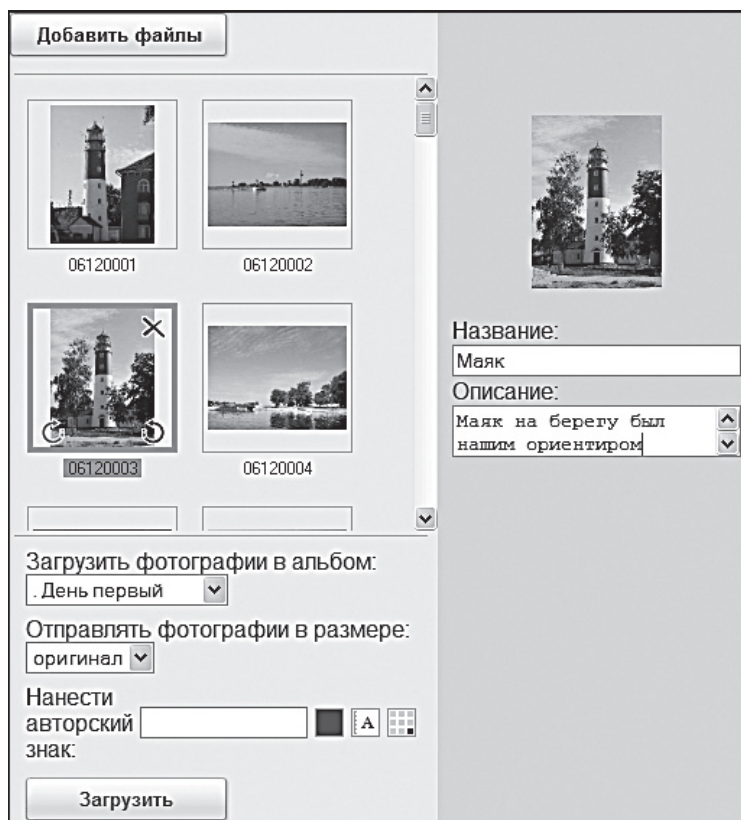 Добавить файлы
06120001
06120002
06120003
06120004
Загрузить фотографии в альбом:
. День первый
Отправлять фотографии в размере:
оригинал
Нанести
авторский
знак:
A
Загрузить
Название:
Маяк
Описание:
Маяк на берегу был
нашим ориентиром